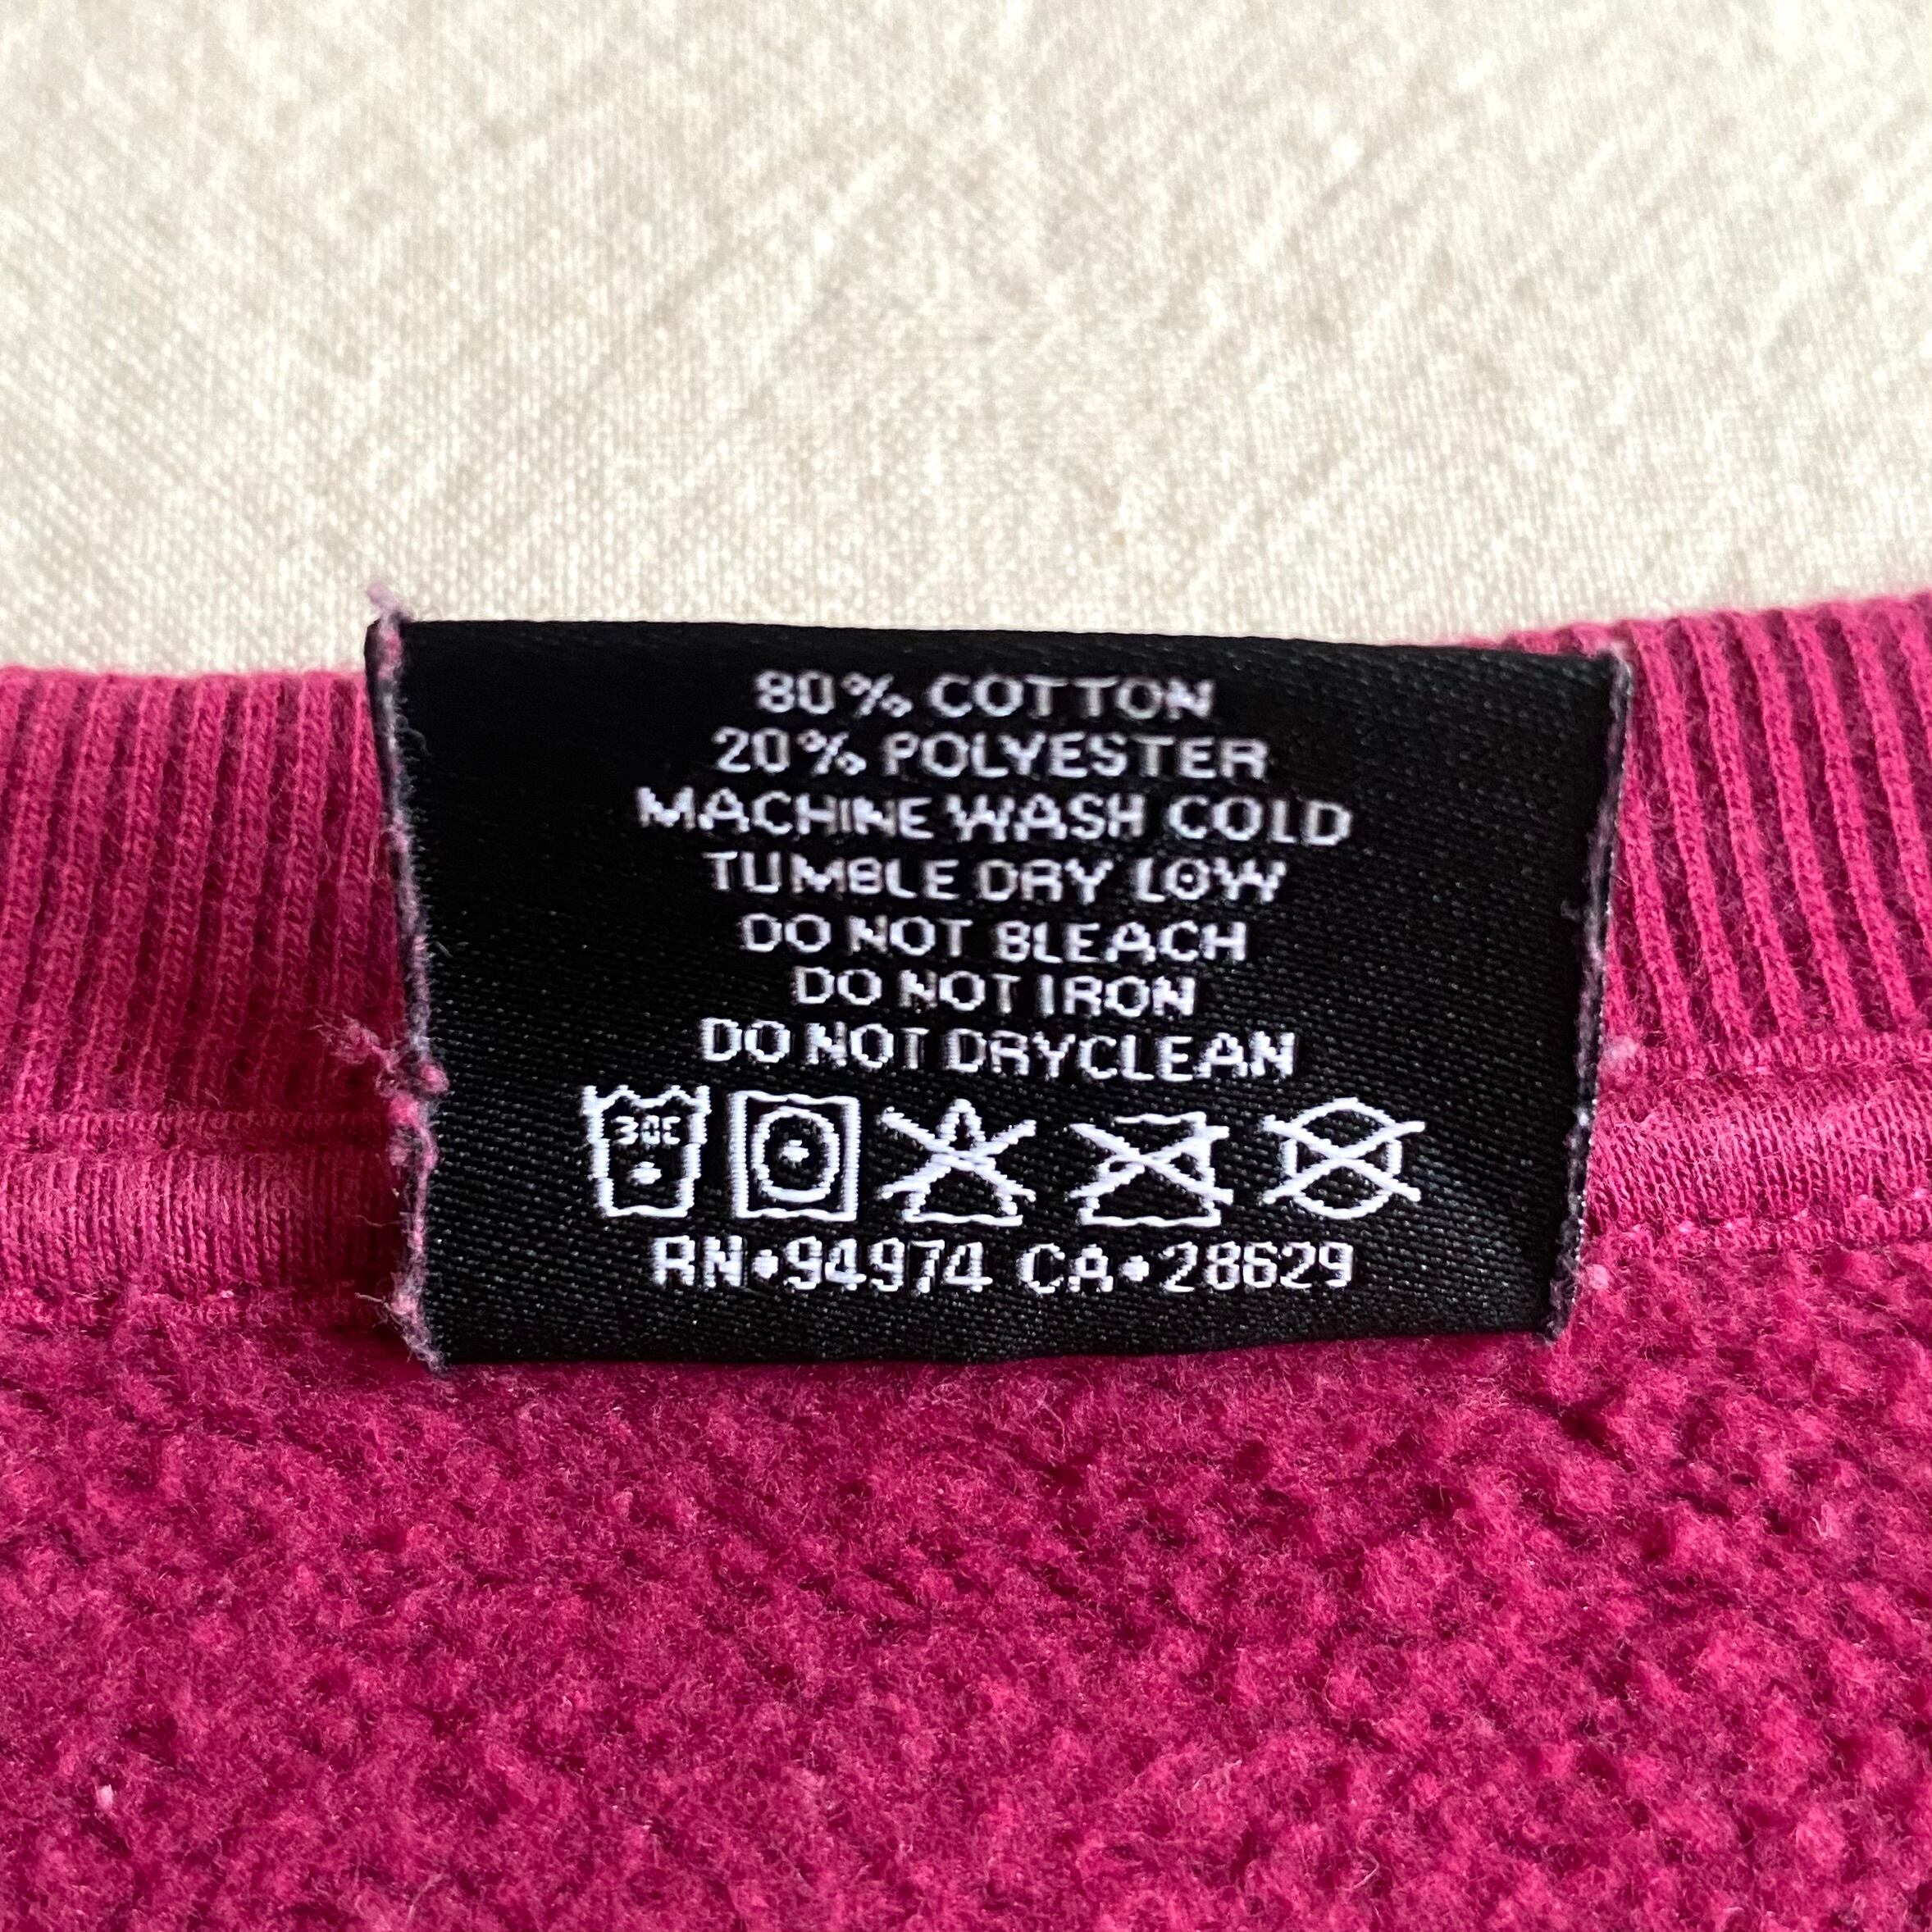 80% COTTON
20% POLYESTER
MACHINE WASH COLD
TUMBLE DRY LOW
DO NOT BLEACH
DO NOT IRON
DO NOT DRYCLEAN
30C
RN•94974 CA•28629